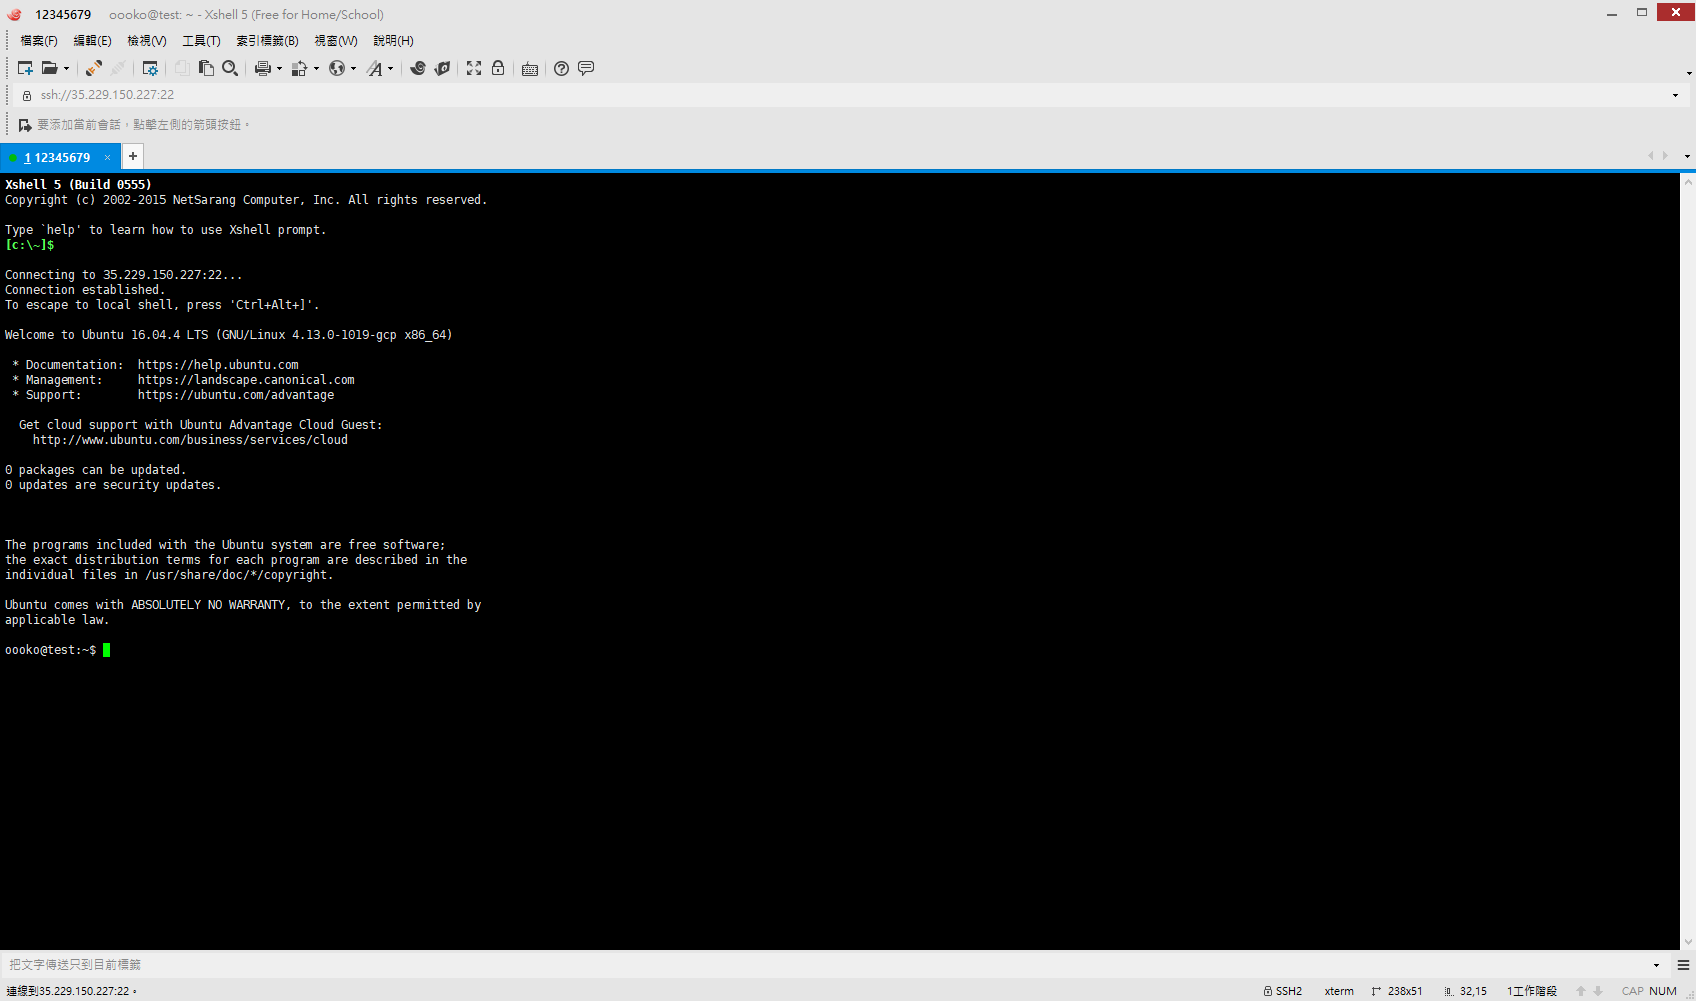 12345679 oooko@test: ~ - Xshell 5 (Free for Home/School)
檔案(F) 編輯(E) 檢視(V) 工具(T) 索引標籤(B) 視窗(W) 說明(H)
ssh://35.229.150.227:22
要添加當前會話，點擊左側的箭頭按鈕。
1 12345679 × +
Xshell 5 (Build 0555)
Copyright (c) 2002-2015 NetSarang Computer, Inc. All rights reserved.
Type `help' to learn how to use Xshell prompt.
[c:\~]$
Connecting to 35.229.150.227:22...
Connection established.
To escape to local shell, press 'Ctrl+Alt+]'.
Welcome to Ubuntu 16.04.4 LTS (GNU/Linux 4.13.0-1019-gcp x86_64)
* Documentation: https://help.ubuntu.com
* Management: https://landscape.canonical.com
* Support: https://ubuntu.com/advantage
Get cloud support with Ubuntu Advantage Cloud Guest:
http://www.ubuntu.com/business/services/cloud
0 packages can be updated.
0 updates are security updates.
The programs included with the Ubuntu system are free software;
the exact distribution terms for each program are described in the
individual files in /usr/share/doc/*/copyright.
Ubuntu comes with ABSOLUTELY NO WARRANTY, to the extent permitted by
applicable law.
oooko@test:~$
把文字傳送只到目前標籤
連線到35.229.150.227:22。 SSH2 xterm 238x51 32,15 1工作階段 CAP NUM